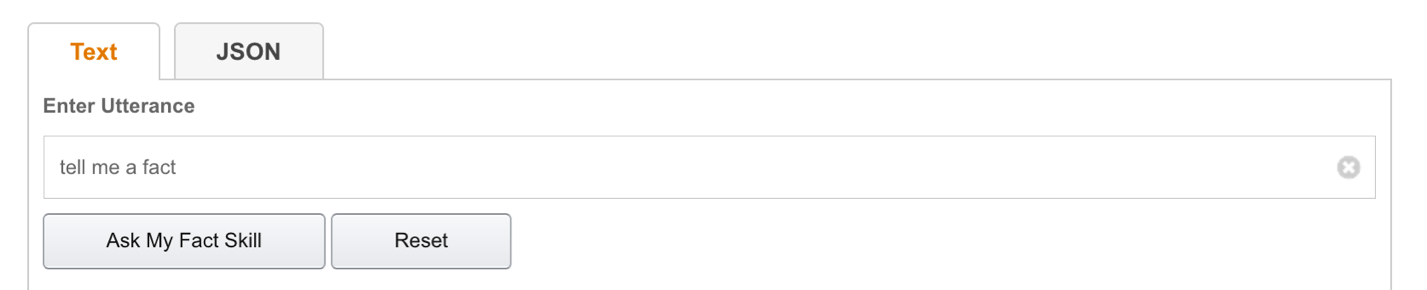 Text JSON
Enter Utterance
tell me a fact
Ask My Fact Skill Reset